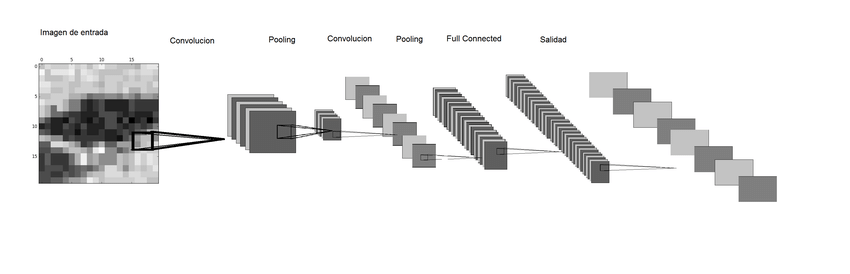 Imagen de entrada
Convolucion
Pooling
Convolucion
Pooling
Full Connected
Salidad
0 5 10 15
0
5
10
15